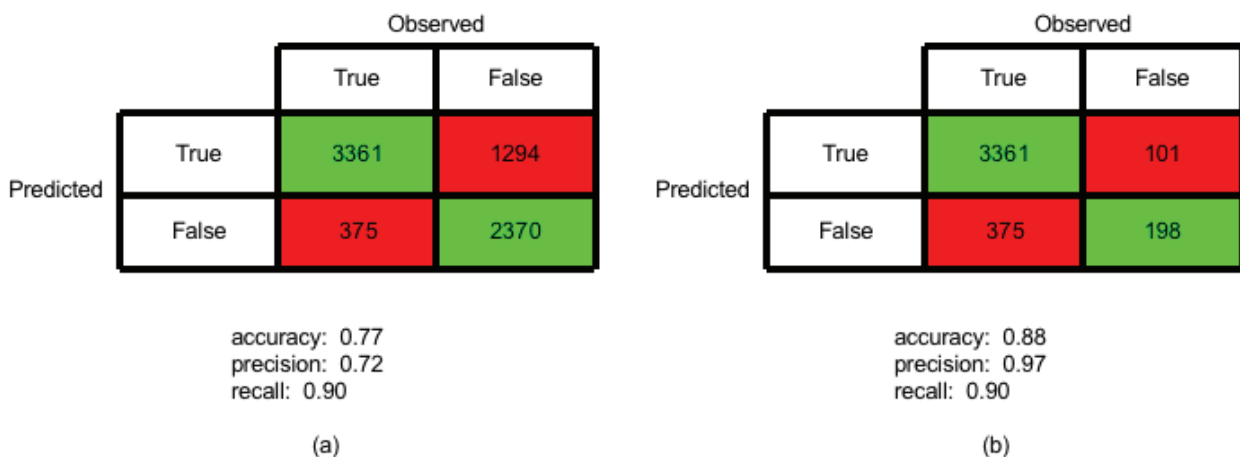 Observed
True False
True 3361 1294
Predicted
False 375 2370
accuracy: 0.77
precision: 0.72
recall: 0.90
(a)
Observed
True False
True 3361 101
Predicted
False 375 198
accuracy: 0.88
precision: 0.97
recall: 0.90
(b)